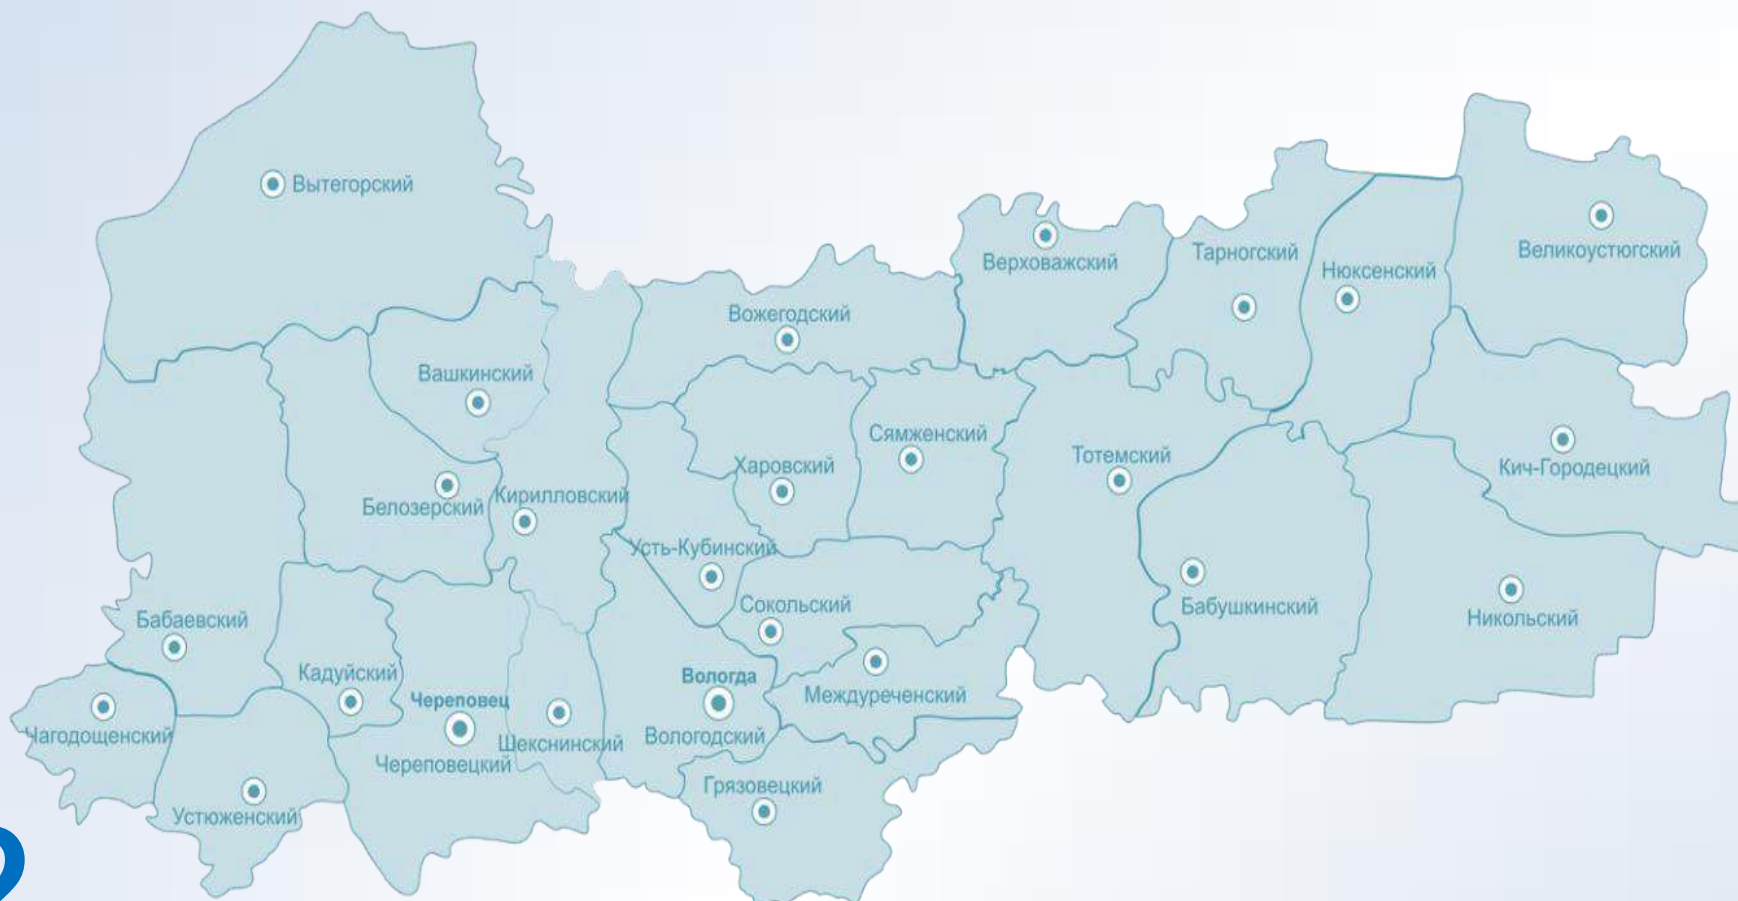 Вытегорский
Верховажский
Тарногский
Нюксенский
Великоустюгский
Вожегодский
Вашкинский
Сямженский
Харовский
Тотемский
Кич-Городецкий
Белозерский
Кирилловский
Усть-Кубинский
Сокольский
Бабушкинский
Никольский
Бабаевский
Кадуйский
Череповец
Череповецкий
Шекснинский
Вологда
Вологодский
Междуреченский
Чагодощенский
Устюженский
Грязовецкий